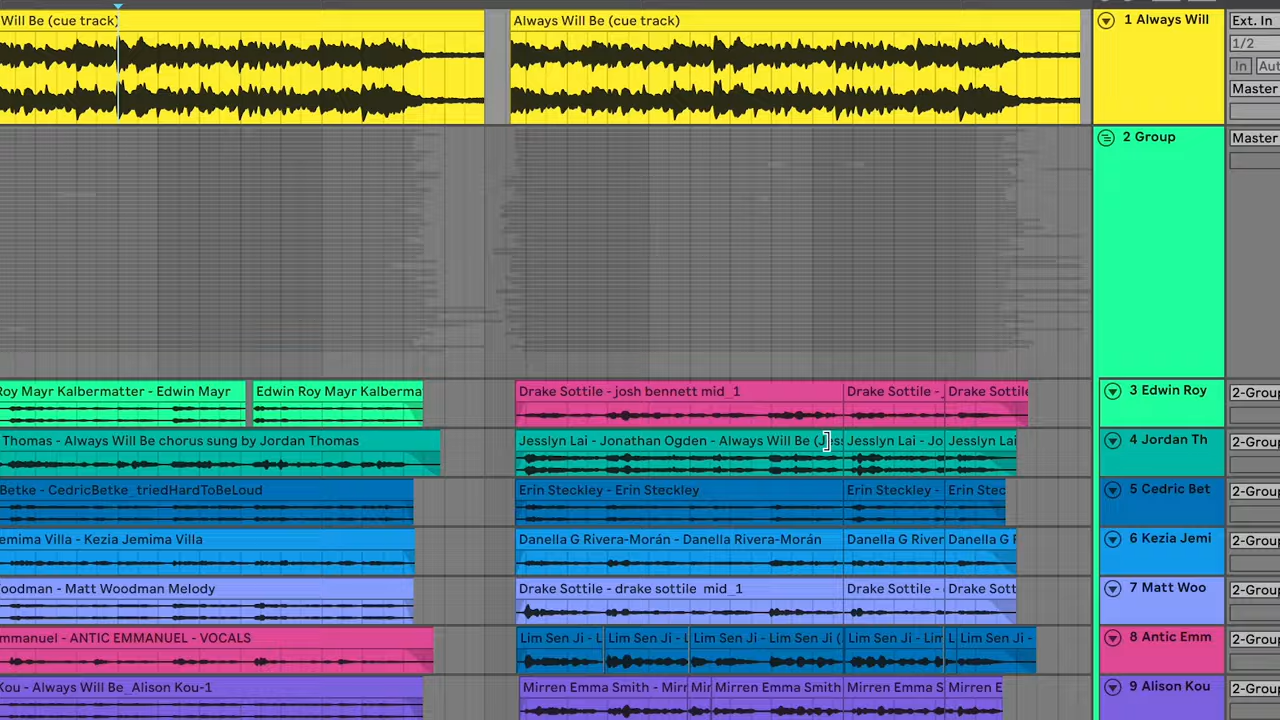 Will Be (cue track)
Always Will Be (cue track)
1 Always Will
Ext. In
1/2
In
Aut
Master
2 Group
Master
Roy Mayr Kalbermatter - Edwin Mayr
Edwin Roy Mayr Kalberma
Drake Sottile - josh bennett mid_1
Drake Sottile -
Drake Sottile
3 Edwin Roy
2-Group
Thomas - Always Will Be chorus sung by Jordan Thomas
Jesslyn Lai - Jonathan Ogden - Always Will Be (Jess
Jesslyn Lai - Jo
Jesslyn Lai
4 Jordan Th
2-Group
Betke - CedricBetke_triedHardToBeLoud
Erin Steckley - Erin Steckley
Erin Steckley -
Erin Stec
5 Cedric Bet
2-Group
emima Villa - Kezia Jemima Villa
Danella G Rivera-Morán - Danella Rivera-Morán
Danella G River
Danella G F
6 Kezia Jemi
2-Group
oodman - Matt Woodman Melody
Drake Sottile - drake sottile mid_1
Drake Sottile -
Drake Sott
7 Matt Woo
2-Group
mmanuel - ANTIC EMMANUEL - VOCALS
Lim Sen Ji - L
Lim Sen Ji - L
Lim Sen Ji - Lim Sen Ji (
Lim Sen Ji - Lim
L
Lim Sen Ji -
8 Antic Emm
2-Group
Kou - Always Will Be_Alison Kou-1
Mirren Emma Smith - Mirr
Mir
Mirren Emma Smith
Mirren Emma S
Mirren E
9 Alison Kou
2-Group